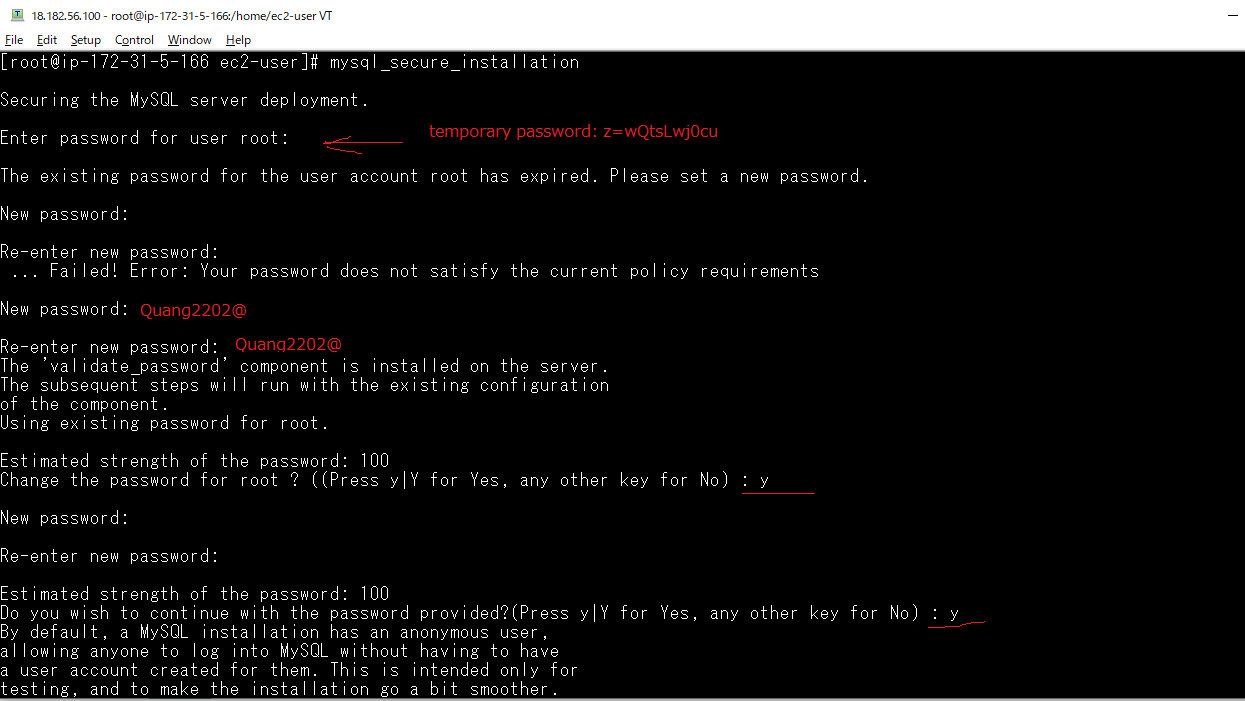 18.182.56.100 - root@ip-172-31-5-166:/home/ec2-user VT
File Edit Setup Control Window Help
[root@ip-172-31-5-166 ec2-user]# mysql_secure_installation
Securing the MySQL server deployment.
Enter password for user root: temporary password: z=wQtsLwj0cu
The existing password for the user account root has expired. Please set a new password.
New password:
Re-enter new password:
... Failed! Error: Your password does not satisfy the current policy requirements
New password: Quang2202@
Re-enter new password: Quang2202@
The 'validate_password' component is installed on the server.
The subsequent steps will run with the existing configuration
of the component.
Using existing password for root.
Estimated strength of the password: 100
Change the password for root ? ((Press y|Y for Yes, any other key for No) : y
New password:
Re-enter new password:
Estimated strength of the password: 100
Do you wish to continue with the password provided?(Press y|Y for Yes, any other key for No) : y
By default, a MySQL installation has an anonymous user,
allowing anyone to log into MySQL without having to have
a user account created for them. This is intended only for
testing, and to make the installation go a bit smoother.